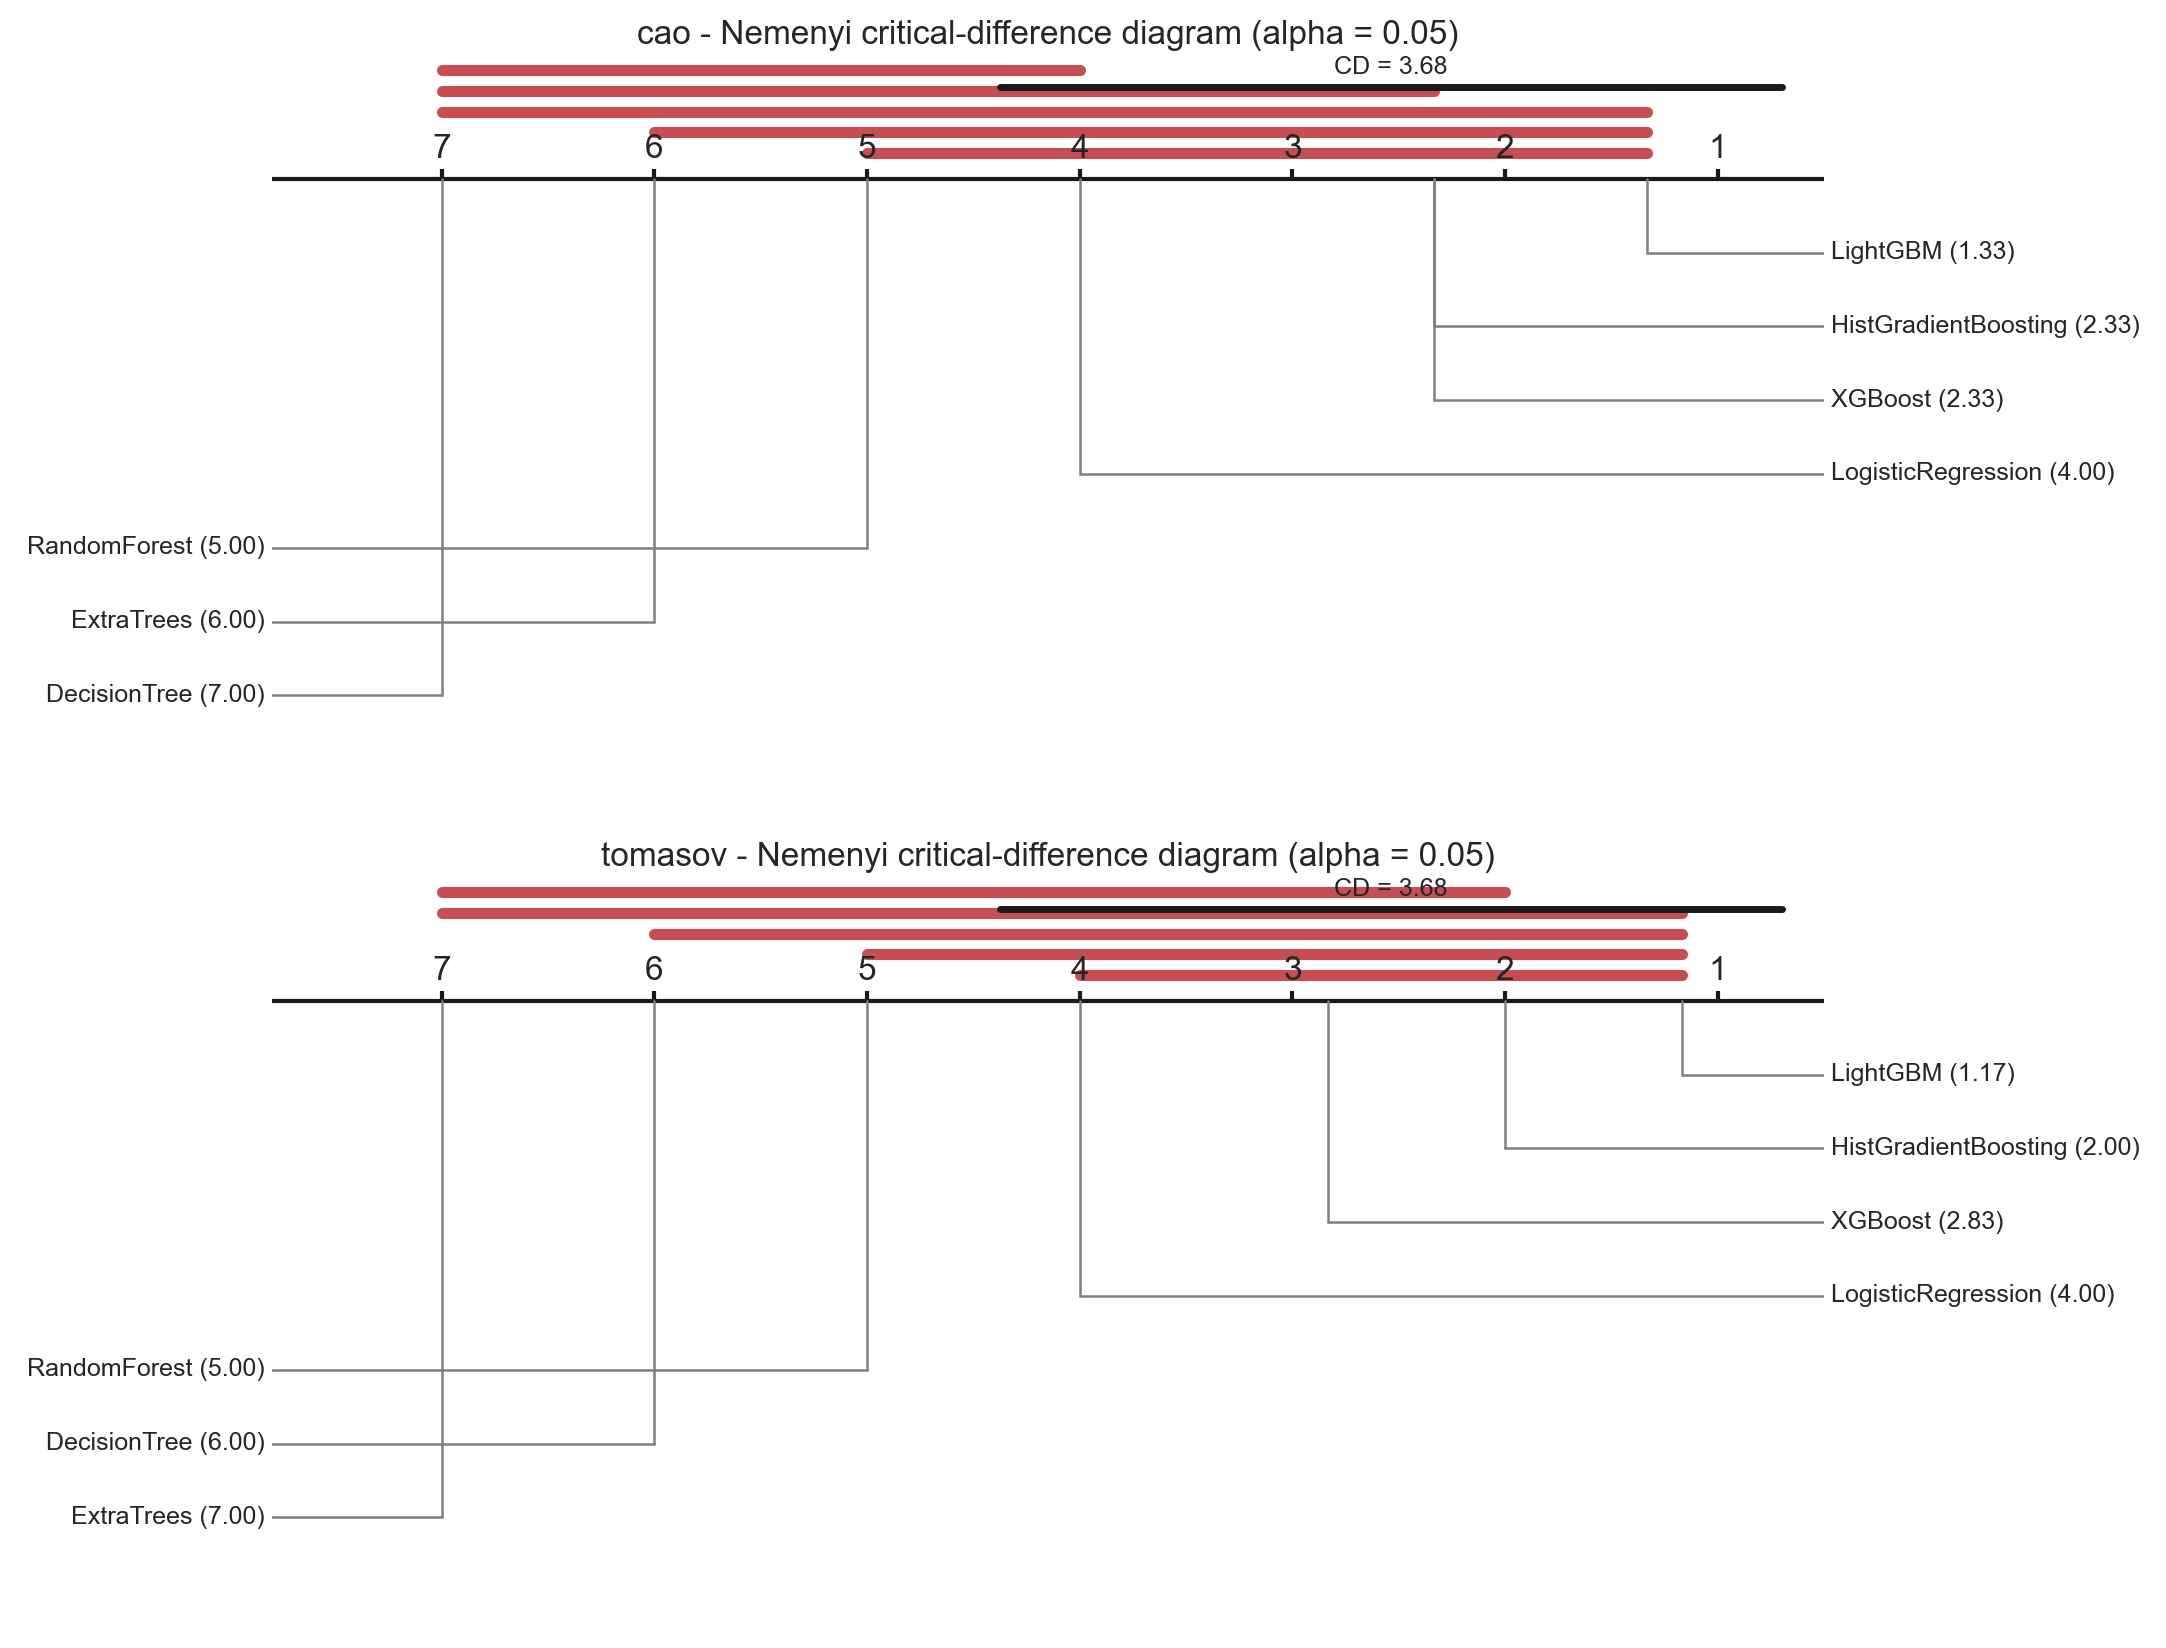 cao - Nemenyi critical-difference diagram (alpha = 0.05)
CD = 3.68
7 6 5 4 3 2 1
LightGBM (1.33)
HistGradientBoosting (2.33)
XGBoost (2.33)
LogisticRegression (4.00)
RandomForest (5.00)
ExtraTrees (6.00)
DecisionTree (7.00)
tomasov - Nemenyi critical-difference diagram (alpha = 0.05)
CD = 3.68
7 6 5 4 3 2 1
LightGBM (1.17)
HistGradientBoosting (2.00)
XGBoost (2.83)
LogisticRegression (4.00)
RandomForest (5.00)
DecisionTree (6.00)
ExtraTrees (7.00)